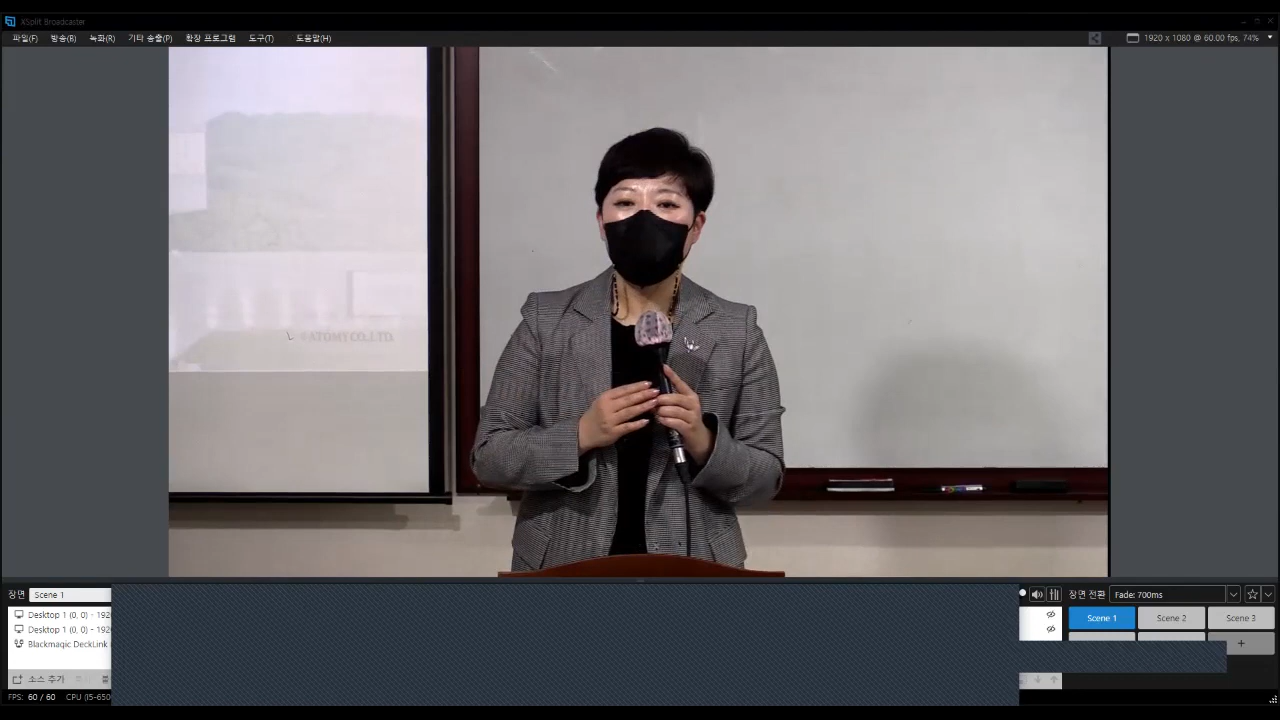 XSplit Broadcaster
파일(F) 방송(B) 녹화(R) 기타 송출(P) 확장 프로그램 도구(T) 도움말(H)
1920 x 1080 @ 60.00 fps, 74%
ATOMY CO.,LTD.
장면 Scene 1
장면 전환 Fade: 700ms
Desktop 1 (0, 0) - 192
Desktop 1 (0, 0) - 192
Blackmagic DeckLink
Scene 1 Scene 2 Scene 3
소스 추가
FPS: 60 / 60 CPU (i5-650